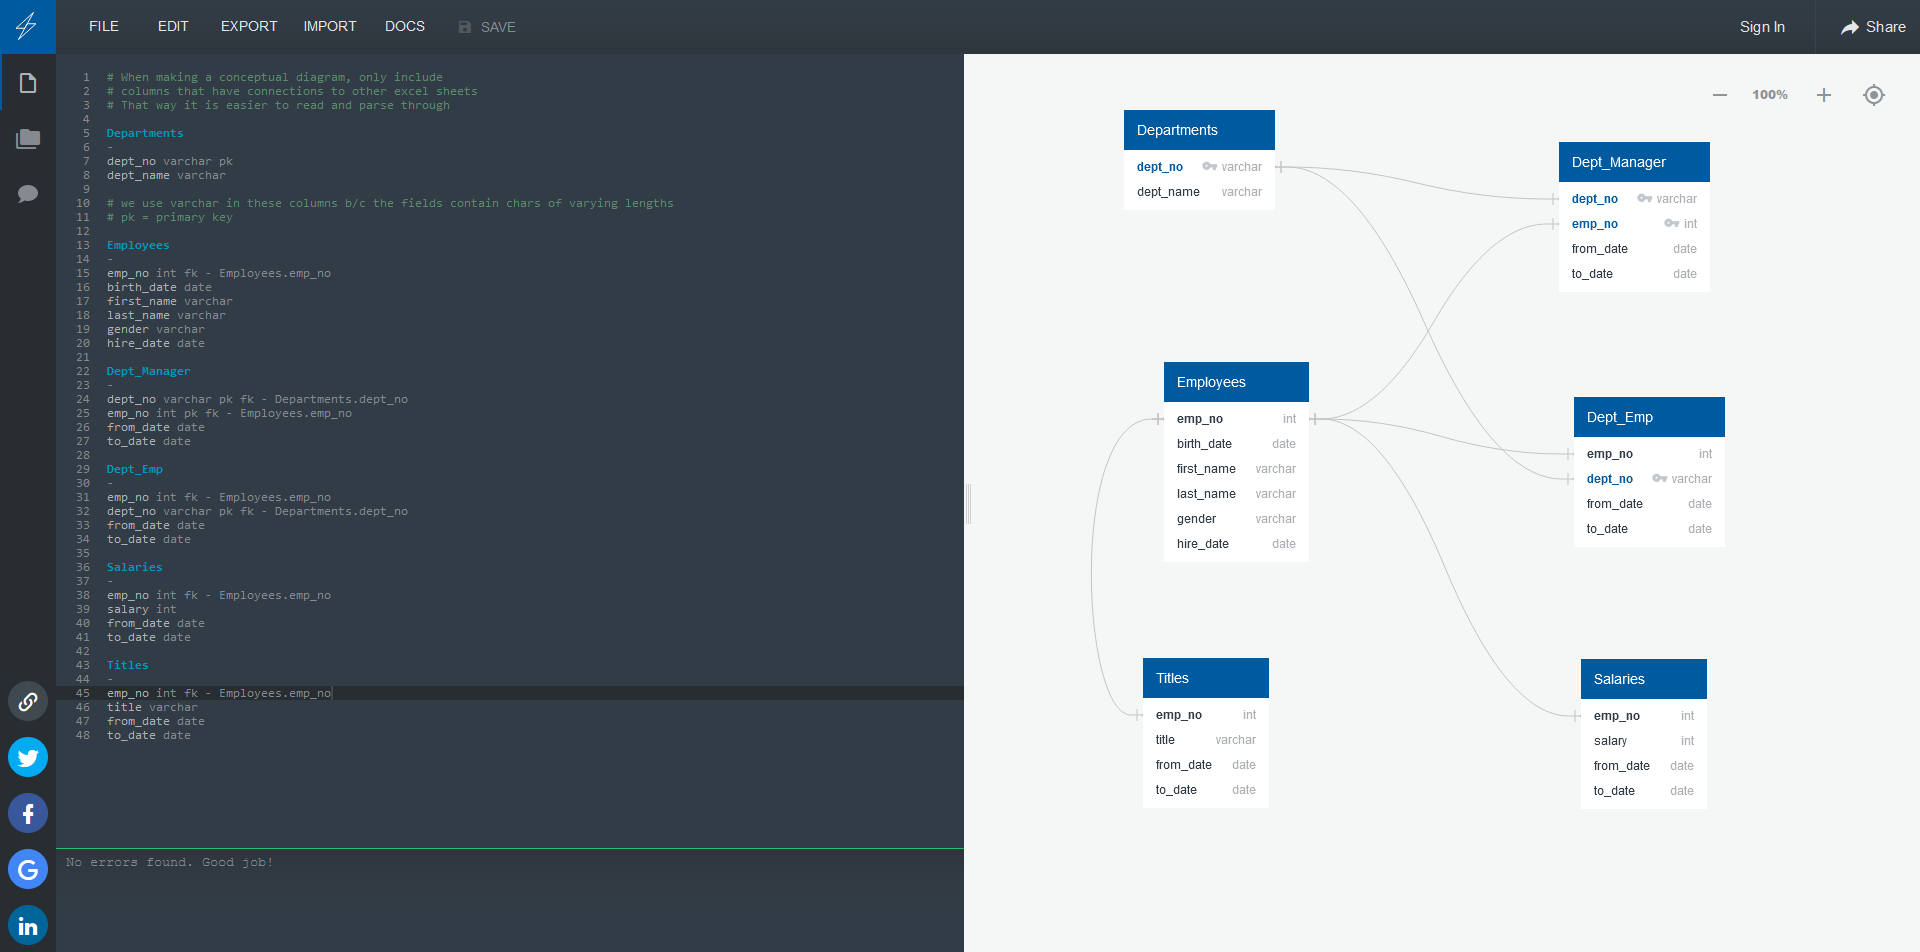 FILE EDIT EXPORT IMPORT DOCS SAVE Sign In Share
1 # When making a conceptual diagram, only include
2 # columns that have connections to other excel sheets
3 # That way it is easier to read and parse through
4
5 Departments
6 -
7 dept_no varchar pk
8 dept_name varchar
9
10 # we use varchar in these columns b/c the fields contain chars of varying lengths
11 # pk = primary key
12
13 Employees
14 -
15 emp_no int fk - Employees.emp_no
16 birth_date date
17 first_name varchar
18 last_name varchar
19 gender varchar
20 hire_date date
21
22 Dept_Manager
23 -
24 dept_no varchar pk fk - Departments.dept_no
25 emp_no int pk fk - Employees.emp_no
26 from_date date
27 to_date date
28
29 Dept_Emp
30 -
31 emp_no int fk - Employees.emp_no
32 dept_no varchar pk fk - Departments.dept_no
33 from_date date
34 to_date date
35
36 Salaries
37 -
38 emp_no int fk - Employees.emp_no
39 salary int
40 from_date date
41 to_date date
42
43 Titles
44 -
45 emp_no int fk - Employees.emp_no
46 title varchar
47 from_date date
48 to_date date
No errors found. Good job!
100%
Departments
dept_no varchar
dept_name varchar
Dept_Manager
dept_no varchar
emp_no int
from_date date
to_date date
Employees
emp_no int
birth_date date
first_name varchar
last_name varchar
gender varchar
hire_date date
Dept_Emp
emp_no int
dept_no varchar
from_date date
to_date date
Titles
emp_no int
title varchar
from_date date
to_date date
Salaries
emp_no int
salary int
from_date date
to_date date